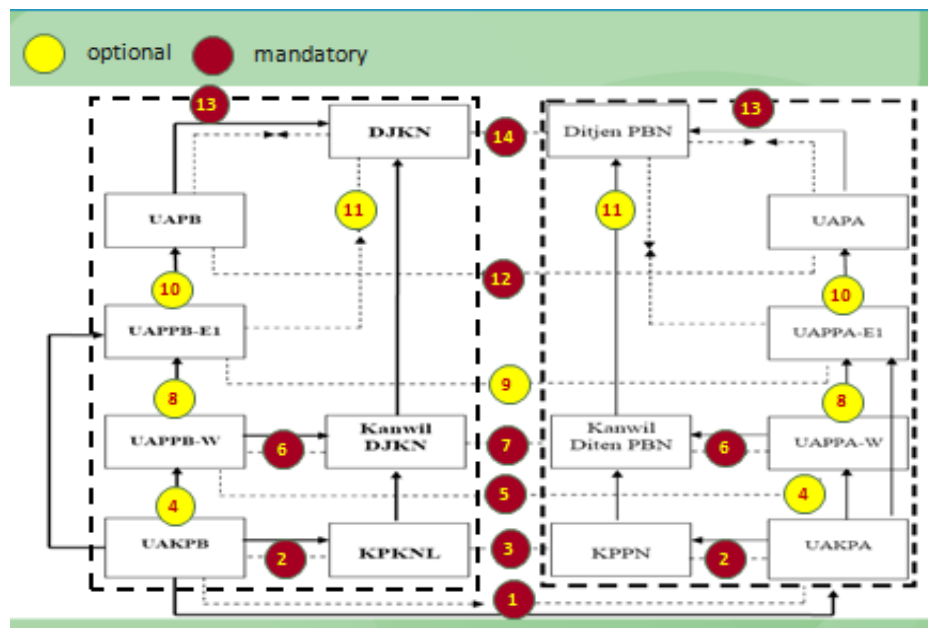 optional
mandatory
13
13
DJKN
14
Ditjen PBN
11
11
UAPB
UAPA
12
10
10
UAPPB-E1
UAPPA-E1
9
8
8
UAPPB-W
6
Kanwil
DJKN
7
Kanwil
Diten PBN
6
UAPPA-W
5
4
4
UAKPB
2
KPKNL
3
KPPN
2
UAKPA
1